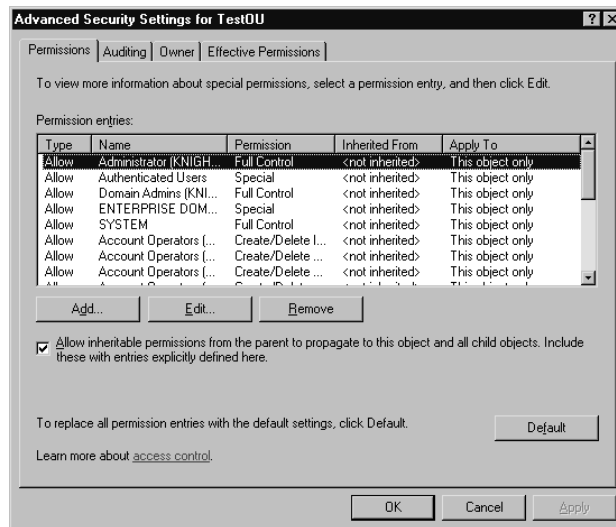 Advanced Security Settings for TestOU
Permissions Auditing Owner Effective Permissions
To view more information about special permissions, select a permission entry, and then click Edit.
Permission entries:
Type Name Permission Inherited From Apply To
Allow Administrator (KNIGH... Full Control <not inherited> This object only
Allow Authenticated Users Special <not inherited> This object only
Allow Domain Admins (KNI... Full Control <not inherited> This object only
Allow ENTERPRISE DOM... Special <not inherited> This object only
Allow SYSTEM Full Control <not inherited> This object only
Allow Account Operators (... Create/Delete I... <not inherited> This object only
Allow Account Operators (... Create/Delete ... <not inherited> This object only
Allow Account Operators (... Create/Delete ... <not inherited> This object only
Add... Edit... Remove
Allow inheritable permissions from the parent to propagate to this object and all child objects. Include
these with entries explicitly defined here.
To replace all permission entries with the default settings, click Default.
Default
Learn more about access control.
OK Cancel Apply